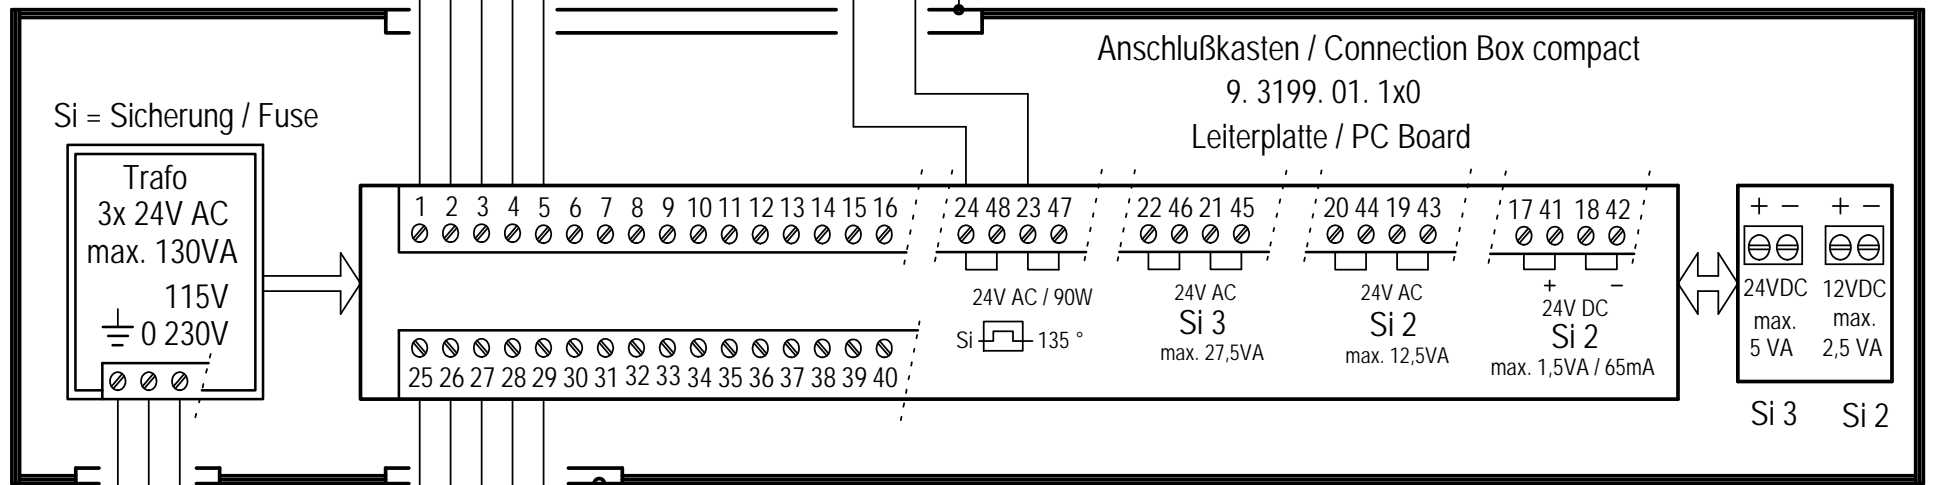 Anschlußkasten / Connection Box compact
9. 3199. 01. 1x0
Leiterplatte / PC Board
Si = Sicherung / Fuse
Trafo
3x 24V AC
max. 130VA
115V
0 230V
1 2 3 4 5 6 7 8 9 10 11 12 13 14 15 16
24 48 23 47
22 46 21 45
20 44 19 43
17 41 18 42
24V AC / 90W
Si 135 °
24V AC
Si 3
max. 27,5VA
24V AC
Si 2
max. 12,5VA
+ −
24V DC
Si 2
max. 1,5VA / 65mA
25 26 27 28 29 30 31 32 33 34 35 36 37 38 39 40
+ − + −
24VDC 12VDC
max. max.
5 VA 2,5 VA
Si 3 Si 2